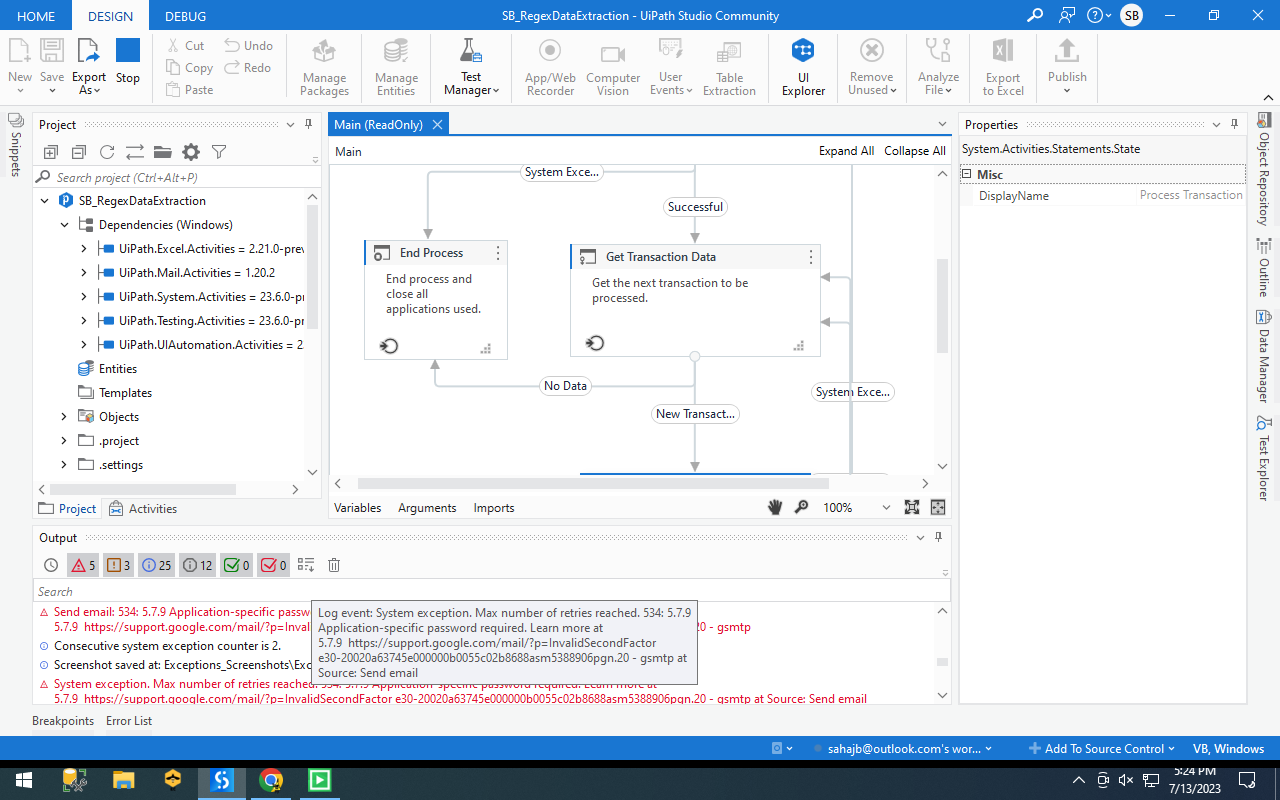 HOME DESIGN DEBUG SB_RegexDataExtraction - UiPath Studio Community SB
New Save Export As Stop
Cut Copy Paste Undo Redo
Manage Packages
Manage Entities
Test Manager
App/Web Recorder
Computer Vision
User Events
Table Extraction
UI Explorer
Remove Unused
Analyze File
Export to Excel
Publish
Snippets
Project
Search project (Ctrl+Alt+P)
SB_RegexDataExtraction
Dependencies (Windows)
UiPath.Excel.Activities = 2.21.0-prev
UiPath.Mail.Activities = 1.20.2
UiPath.System.Activities = 23.6.0-pr
UiPath.Testing.Activities = 23.6.0-pr
UiPath.UIAutomation.Activities = 2
Entities
Templates
Objects
.project
.settings
Project Activities
Main (ReadOnly)
Main Expand All Collapse All
System Exce...
Successful
End Process
End process and
close all
applications used.
Get Transaction Data
Get the next transaction to be
processed.
No Data
System Exce...
New Transact...
Variables Arguments Imports 100%
Properties
System.Activities.Statements.State
Misc
DisplayName Process Transaction
Object Repository
Outline
Data Manager
Test Explorer
Output
5 3 25 12 0 0
Search
Send email: 534: 5.7.9 Application-specific passw
5.7.9 https://support.google.com/mail/?p=Inval
20 - gsmtp
Consecutive system exception counter is 2.
Screenshot saved at: Exceptions_Screenshots\Exc
System exception. Max number of retries reached. 534: 5.7.9 Application-specific password required. Learn more at
5.7.9 https://support.google.com/mail/?p=InvalidSecondFactor e30-20020a63745e000000b0055c02b8688asm5388906pgn.20 - gsmtp at Source: Send email
Log event: System exception. Max number of retries reached. 534: 5.7.9
Application-specific password required. Learn more at
5.7.9 https://support.google.com/mail/?p=InvalidSecondFactor
e30-20020a63745e000000b0055c02b8688asm5388906pgn.20 - gsmtp at
Source: Send email
Breakpoints Error List
sahajb@outlook.com's wor... Add To Source Control VB, Windows
5:24 PM
7/13/2023